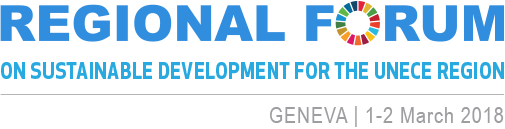 REGIONAL FORUM
ON SUSTAINABLE DEVELOPMENT FOR THE UNECE REGION
GENEVA | 1-2 March 2018